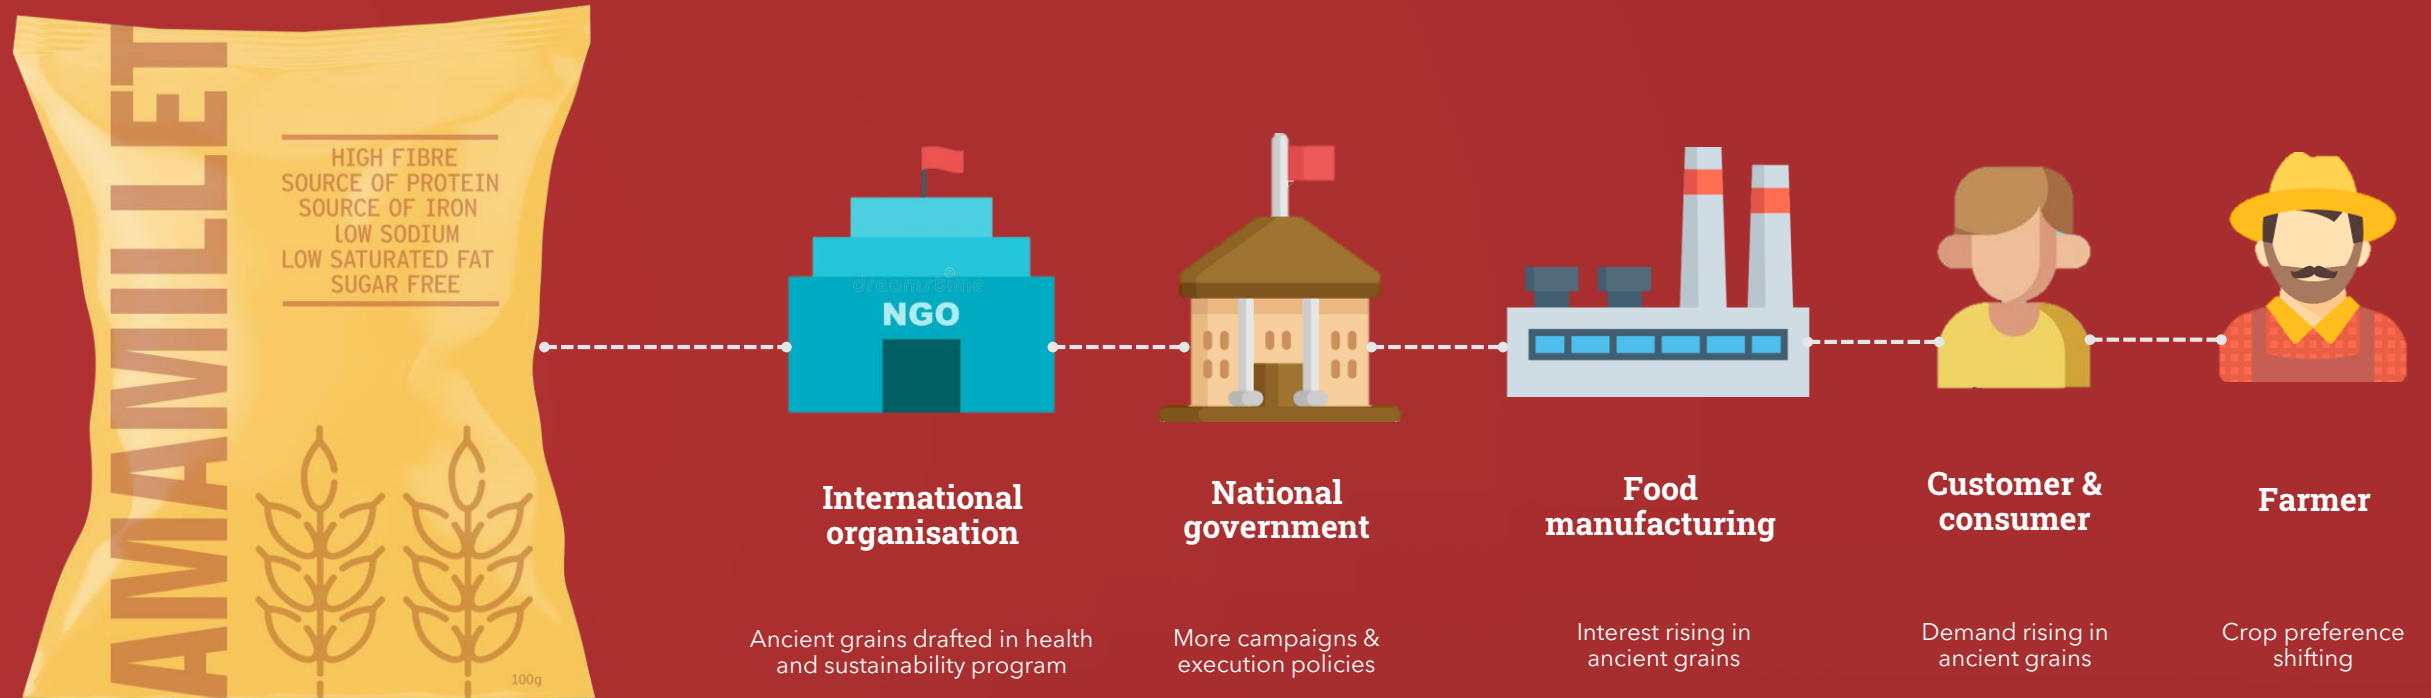 AMAMILLET
HIGH FIBRE
SOURCE OF PROTEIN
SOURCE OF IRON
LOW SODIUM
LOW SATURATED FAT
SUGAR FREE
100g
dreamstime
NGO
International
organisation
Ancient grains drafted in health
and sustainability program
National
government
More campaigns &
execution policies
Food
manufacturing
Interest rising in
ancient grains
Customer &
consumer
Demand rising in
ancient grains
Farmer
Crop preference
shifting